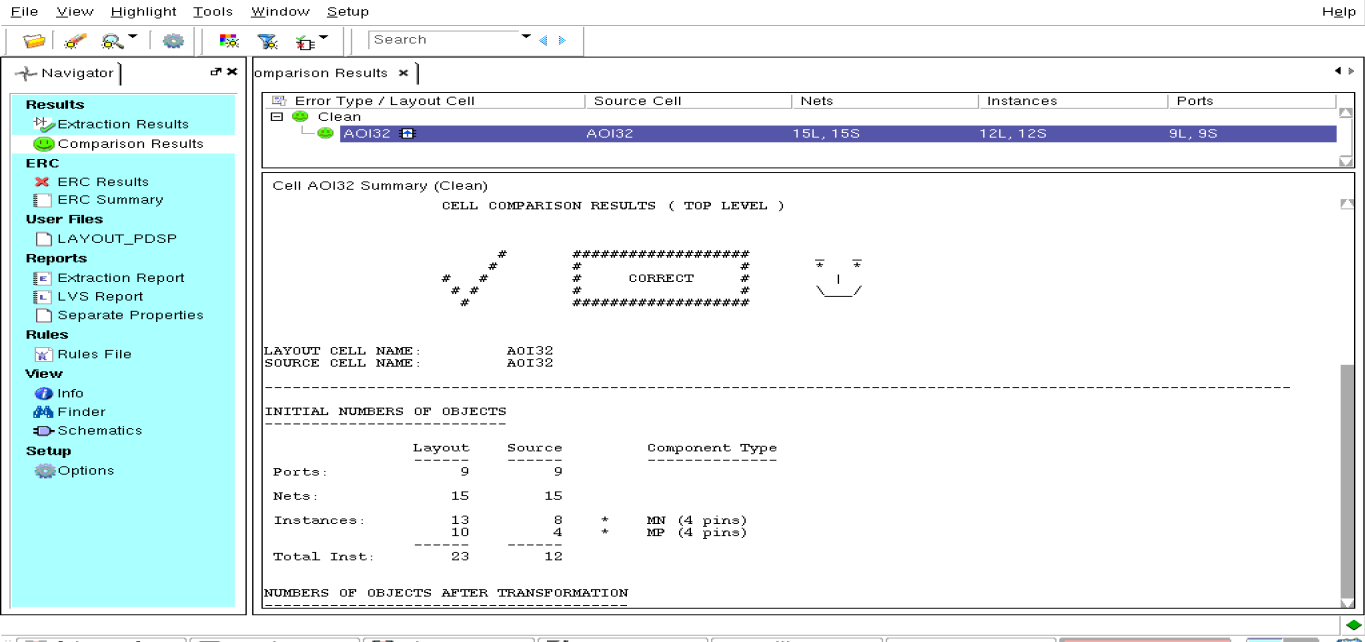 File View Highlight Tools Window Setup Help
Search
Navigator
omparison Results
Results
Extraction Results
Comparison Results
ERC
ERC Results
ERC Summary
User Files
LAYOUT_PDSP
Reports
Extraction Report
LVS Report
Separate Properties
Rules
Rules File
View
Info
Finder
Schematics
Setup
Options
Error Type / Layout Cell Source Cell Nets Instances Ports
Clean
AOI32 AOI32 15L, 15S 12L, 12S 9L, 9S
Cell AOI32 Summary (Clean)
CELL COMPARISON RESULTS ( TOP LEVEL )
# ################### _ _
# # # * *
# # # CORRECT # |
# # # # \___/
# ###################
LAYOUT CELL NAME: AOI32
SOURCE CELL NAME: AOI32
INITIAL NUMBERS OF OBJECTS
Layout Source Component Type
Ports: 9 9
Nets: 15 15
Instances: 13 8 * MN (4 pins)
10 4 * MP (4 pins)
Total Inst: 23 12
NUMBERS OF OBJECTS AFTER TRANSFORMATION